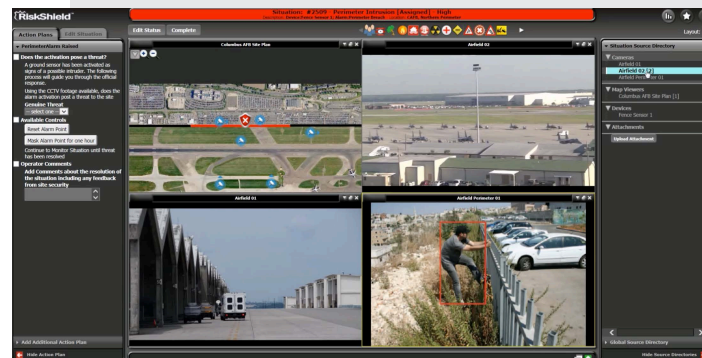 RiskShield
Situation: #2509 - Perimeter Intrusion [Assigned] - High
Layout:
Action Plans
Edit Situation
Edit Status
Complete
PerimeterAlarm Raised
Does the activation pose a threat?
A ground sensor has been activated as
signs of a possible intruder. The following
process will guide you through the official
response.
Using the CCTV footage available, does the
alarm activation post a threat to the site
Genuine Threat
-- select one --
Available Controls
Reset Alarm Point
Mask Alarm Point for one hour
Continue to Monitor Situation until threat
has been resolved
Operator Comments
Add Comments about the resolution of
the situation including any feedback
from site security
Add Additional Action Plan
Hide Action Plan
Columbus AFB Site Plan
Airfield 02
Airfield 01
Airfield Perimeter 01
Situation Source Directory
Cameras
Airfield 01
Airfield 02 [2]
Airfield Perimeter 01
Map Viewers
Columbus AFB Site Plan [1]
Devices
Fence Sensor 1
Attachments
Upload Attachment
Global Source Directory
Hide Source Directories